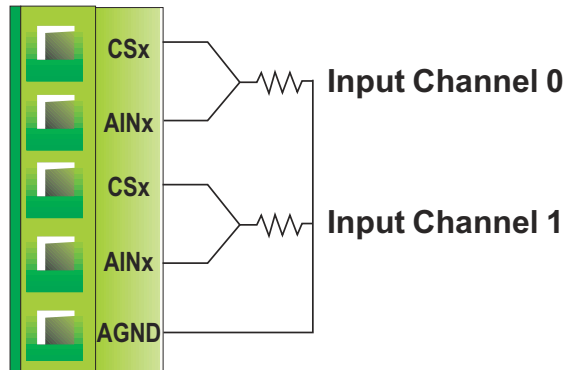 CSx
Input Channel 0
AINx
CSx
Input Channel 1
AINx
AGND